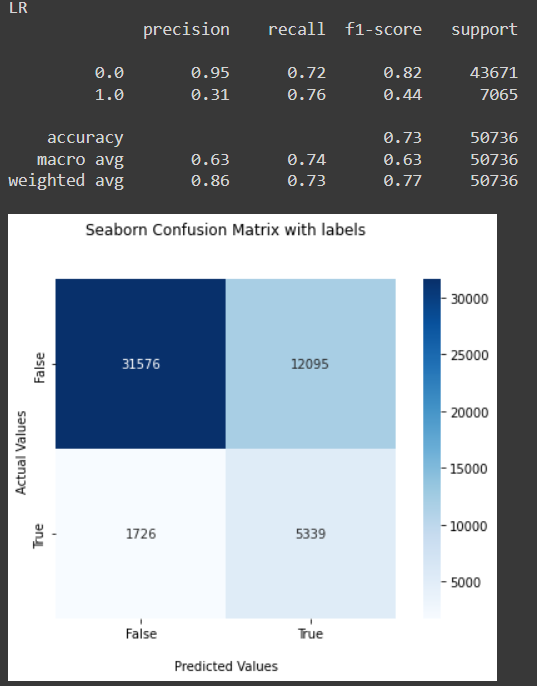 LR
precision recall f1-score support
0.0 0.95 0.72 0.82 43671
1.0 0.31 0.76 0.44 7065
accuracy 0.73 50736
macro avg 0.63 0.74 0.63 50736
weighted avg 0.86 0.73 0.77 50736
Seaborn Confusion Matrix with labels
Actual Values
False
True
31576 12095
1726 5339
False True
Predicted Values
30000
25000
20000
15000
10000
5000